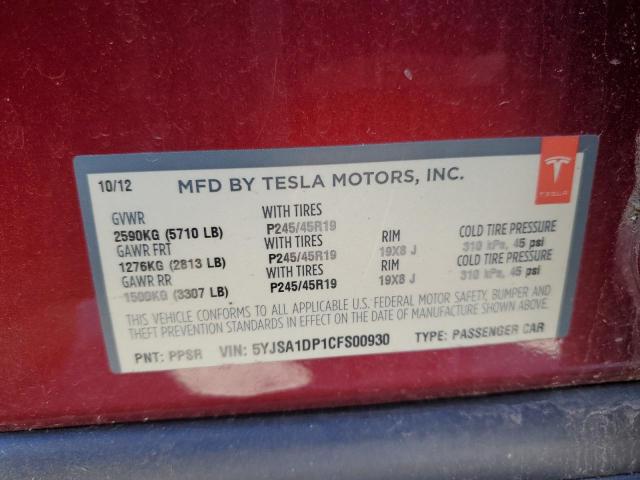 10/12 MFD BY TESLA MOTORS, INC.
TESLA
GVWR WITH TIRES
2590KG (5710 LB) P245/45R19 RIM COLD TIRE PRESSURE
GAWR FRT WITH TIRES 19X8 J 310 kPa, 45 psi
1276KG (2813 LB) P245/45R19 RIM COLD TIRE PRESSURE
GAWR RR WITH TIRES 19X8 J 310 kPa, 45 psi
1500KG (3307 LB) P245/45R19
THIS VEHICLE CONFORMS TO ALL APPLICABLE U.S. FEDERAL MOTOR SAFETY, BUMPER AND
THEFT STANDARDS IN EFFECT ON THE DATE OF MANUFACTURE SHOWN ABOVE.
PNT: PPSR VIN: 5YJSA1DP1CFS00930 TYPE: PASSENGER CAR